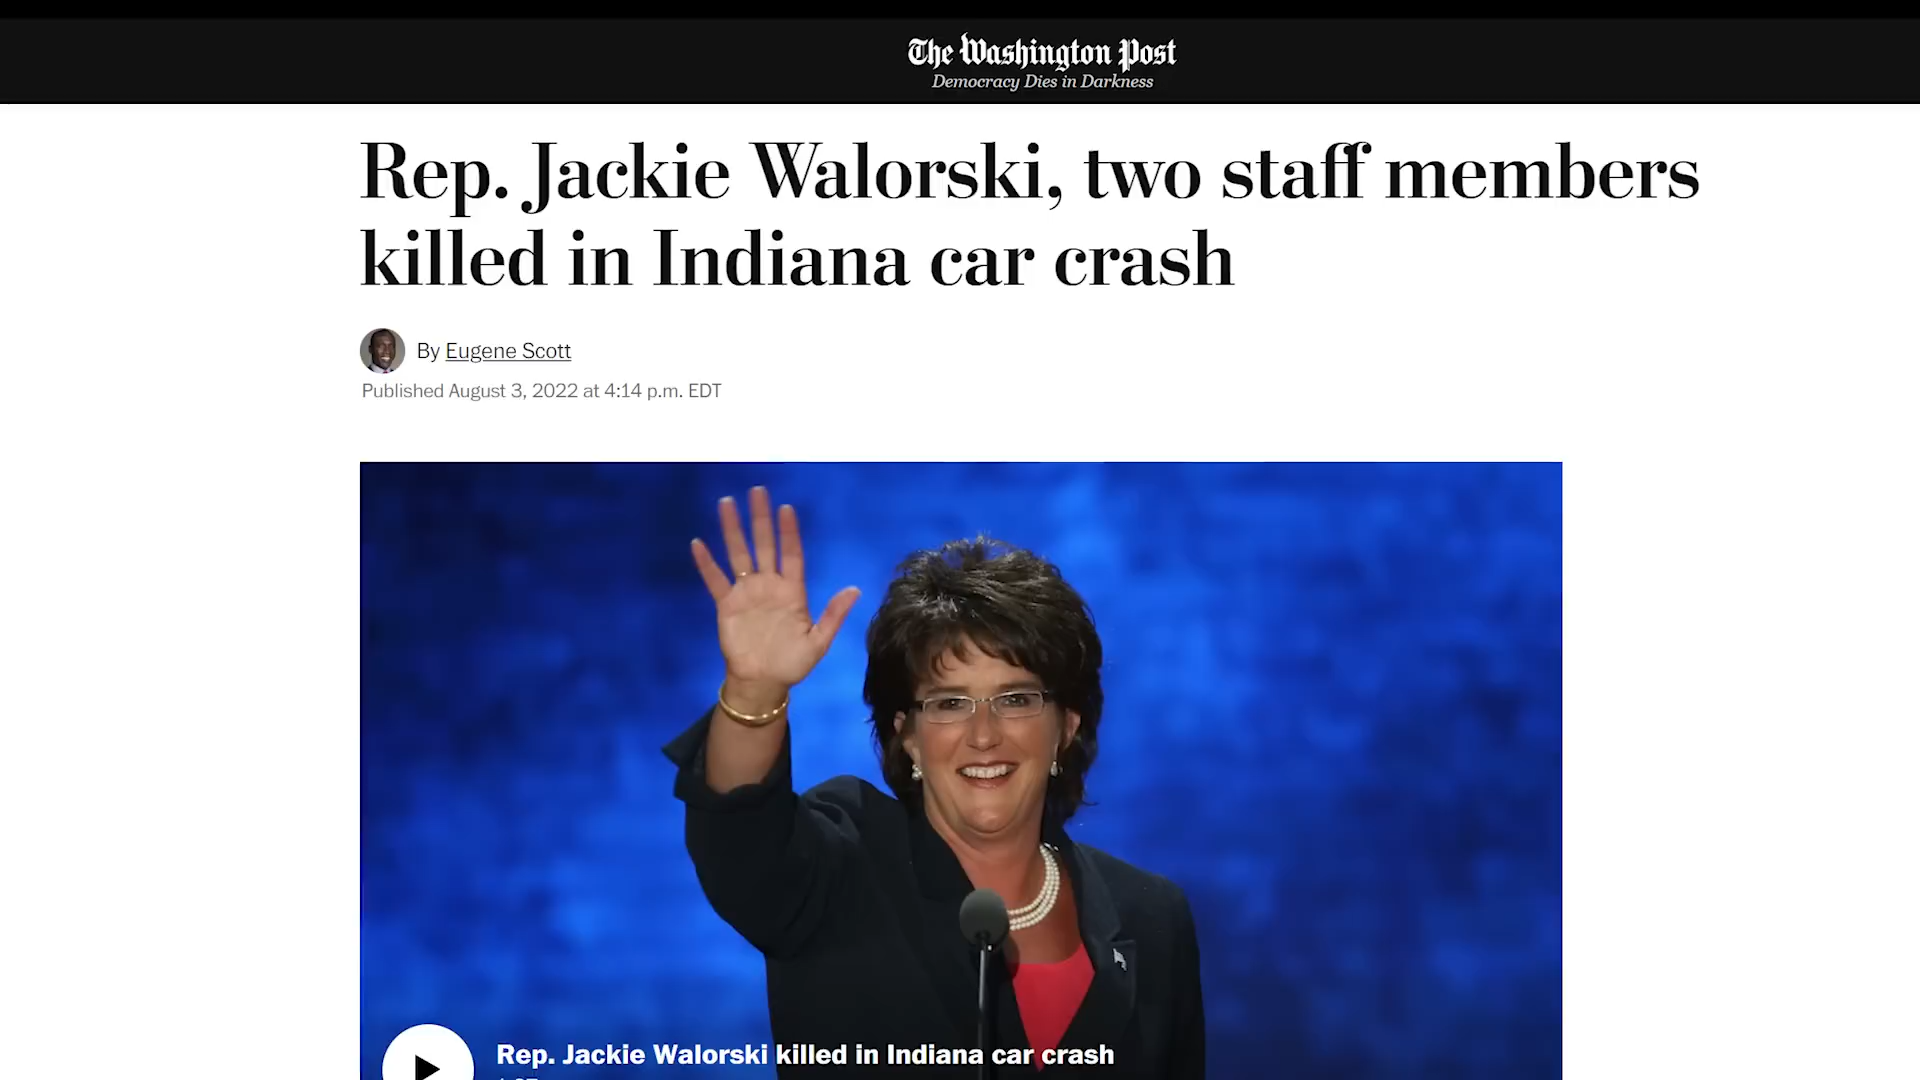 The Washington Post
Democracy Dies in Darkness
Rep. Jackie Walorski, two staff members
killed in Indiana car crash
By Eugene Scott
Published August 3, 2022 at 4:14 p.m. EDT
Rep. Jackie Walorski killed in Indiana car crash